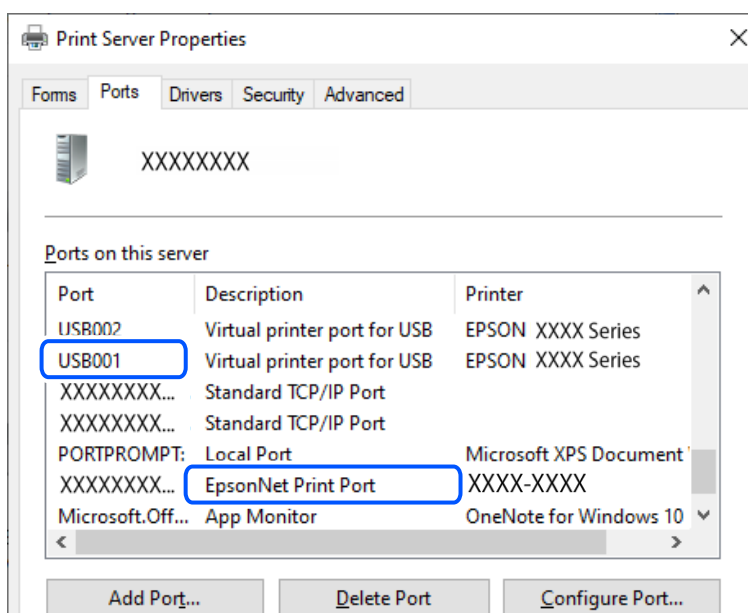 Print Server Properties
Forms Ports Drivers Security Advanced
XXXXXXXX
Ports on this server
Port Description Printer
USB002 Virtual printer port for USB EPSON XXXX Series
USB001 Virtual printer port for USB EPSON XXXX Series
XXXXXXXX... Standard TCP/IP Port
XXXXXXXX... Standard TCP/IP Port
PORTPROMPT: Local Port Microsoft XPS Document
XXXXXXXX... EpsonNet Print Port XXXX-XXXX
Microsoft.Off... App Monitor OneNote for Windows 10
Add Port... Delete Port Configure Port...